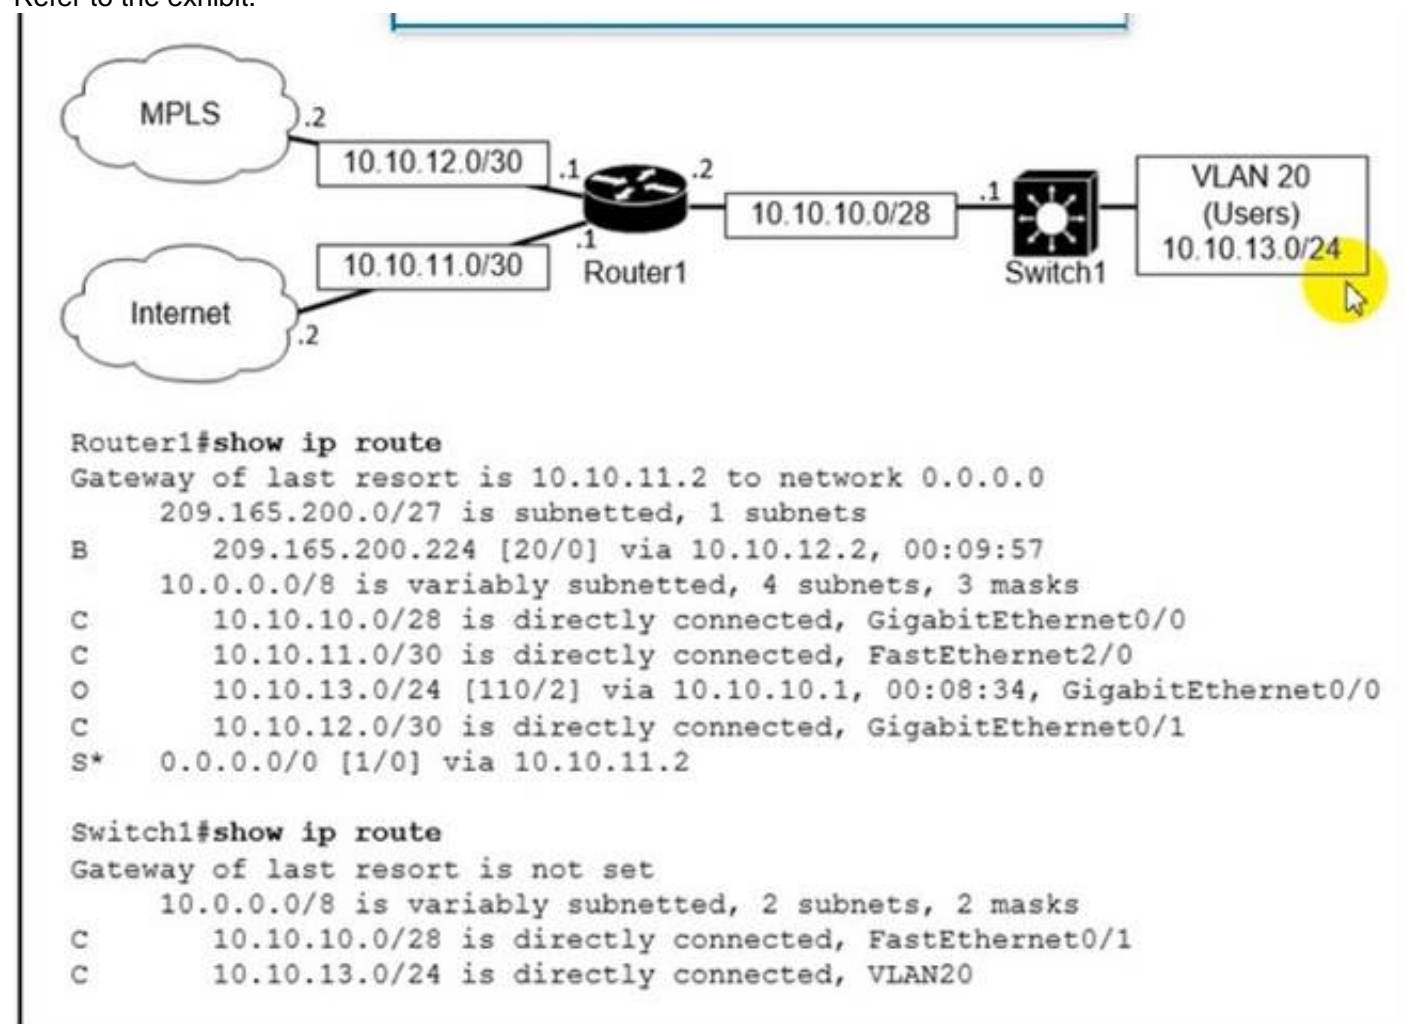 Refer to the exhibit.
MPLS
.2
10.10.12.0/30
.1
.2
10.10.10.0/28
.1
VLAN 20
(Users)
10.10.13.0/24
.1
10.10.11.0/30
Router1
Switch1
Internet
.2
Router1#show ip route
Gateway of last resort is 10.10.11.2 to network 0.0.0.0
209.165.200.0/27 is subnetted, 1 subnets
B 209.165.200.224 [20/0] via 10.10.12.2, 00:09:57
10.0.0.0/8 is variably subnetted, 4 subnets, 3 masks
C 10.10.10.0/28 is directly connected, GigabitEthernet0/0
C 10.10.11.0/30 is directly connected, FastEthernet2/0
O 10.10.13.0/24 [110/2] via 10.10.10.1, 00:08:34, GigabitEthernet0/0
C 10.10.12.0/30 is directly connected, GigabitEthernet0/1
S* 0.0.0.0/0 [1/0] via 10.10.11.2
Switch1#show ip route
Gateway of last resort is not set
10.0.0.0/8 is variably subnetted, 2 subnets, 2 masks
C 10.10.10.0/28 is directly connected, FastEthernet0/1
C 10.10.13.0/24 is directly connected, VLAN20